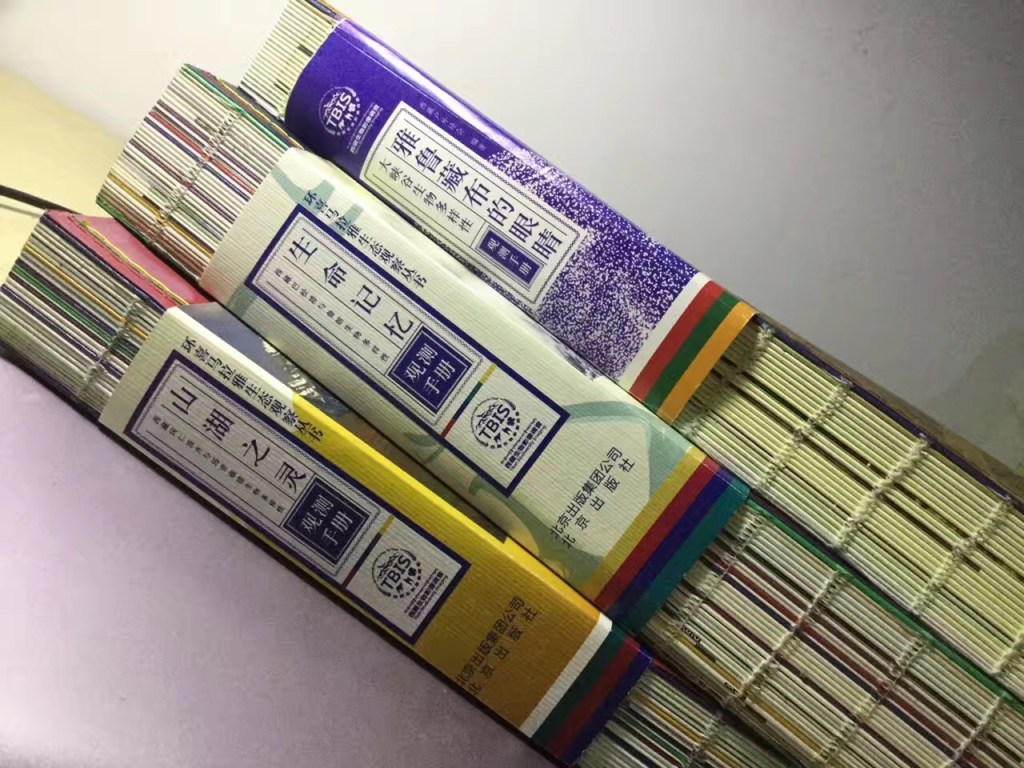 TBIS
雅鲁藏布的眼睛
大峡谷生物多样性
观测手册
环喜马拉雅生态观察丛书
生命记忆
观测
手册
TBIS
北京出版集团公司
北京出版社
环喜马拉雅生态观察丛书
山湖之灵
观测
手册
TBIS
北京出版集团公司
北京出版社